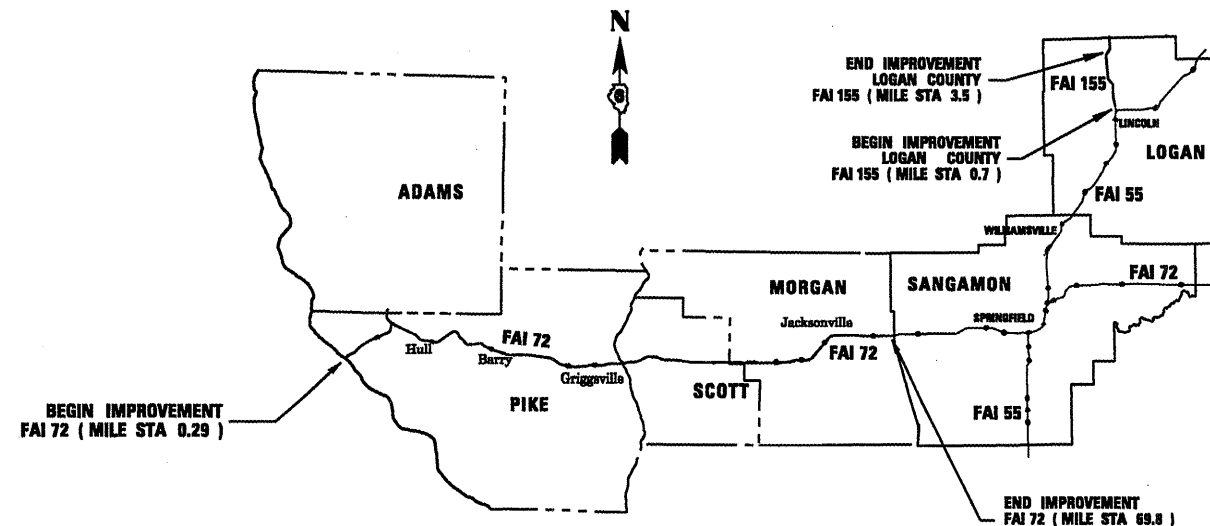 N
6
END IMPROVEMENT
LOGAN COUNTY
FAI 155 ( MILE STA 3.5 )
FAI 155
LINCOLN
BEGIN IMPROVEMENT
LOGAN COUNTY
FAI 155 ( MILE STA 0.7 )
LOGAN
ADAMS
FAI 55
WILLIAMSVILLE
FAI 72
MORGAN
SANGAMON
Jacksonville
SPRINGFIELD
Hull
FAI 72
Barry
FAI 72
Griggsville
SCOTT
BEGIN IMPROVEMENT
FAI 72 ( MILE STA 0.29 )
PIKE
FAI 55
END IMPROVEMENT
FAI 72 ( MILE STA 69.8 )